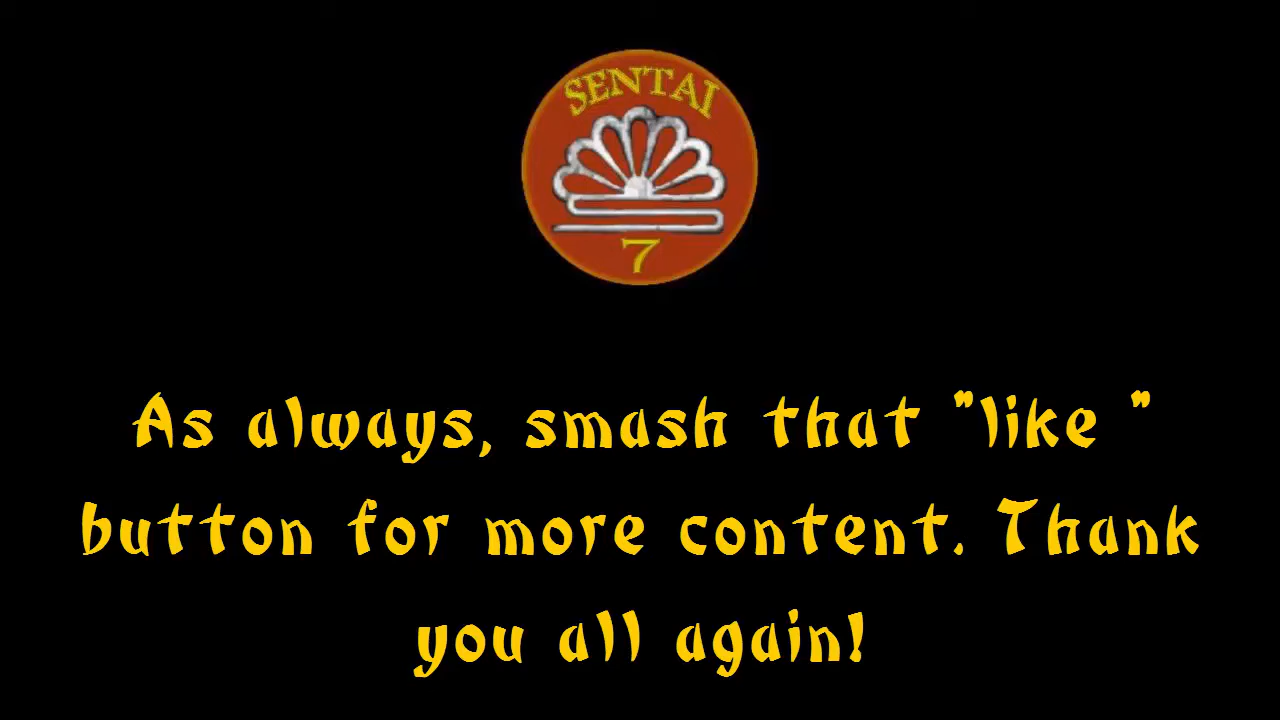 SENTAI
7
As always, smash that "like "
button for more content. Thank
you all again!